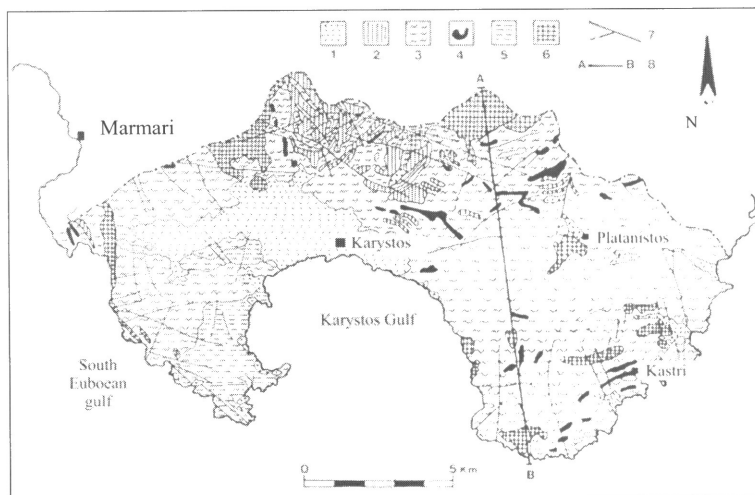 1 2 3 4 5 6 7
A B 8
N
A
Marmari
Karystos
Platanistos
Karystos Gulf
South
Euboean
gulf
Kastri
B
0 5 Km